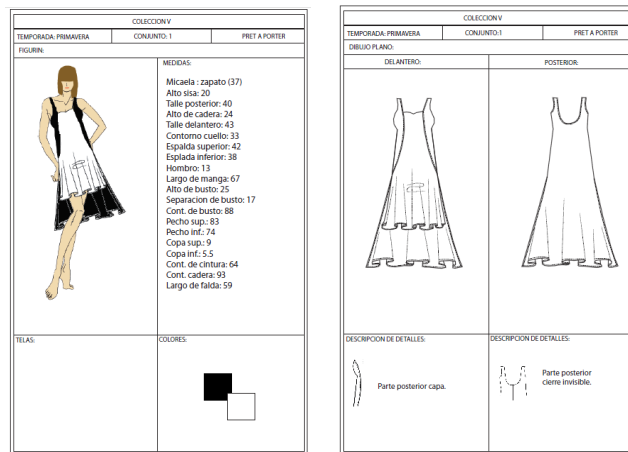 COLECCION V
TEMPORADA: PRIMAVERA
CONJUNTO: 1
PRET A PORTER
FIGURIN:
MEDIDAS:
Micaela : zapato (37)
Alto sisa: 20
Talle posterior: 40
Alto de cadera: 24
Talle delantero: 43
Contorno cuello: 33
Espalda superior: 42
Esplada inferior: 38
Hombro: 13
Largo de manga: 67
Alto de busto: 25
Separacion de busto: 17
Cont. de busto: 88
Pecho sup.: 83
Pecho inf.: 74
Copa sup.: 9
Copa inf.: 5.5
Cont. de cintura: 64
Cont. cadera: 93
Largo de falda: 59
TELAS:
COLORES:
COLECCION V
TEMPORADA: PRIMAVERA
CONJUNTO:1
PRET A PORTER
DIBUJO PLANO:
DELANTERO:
POSTERIOR:
DESCRIPCION DE DETALLES:
Parte posterior capa.
DESCRIPCION DE DETALLES:
Parte posterior
cierre invisible.